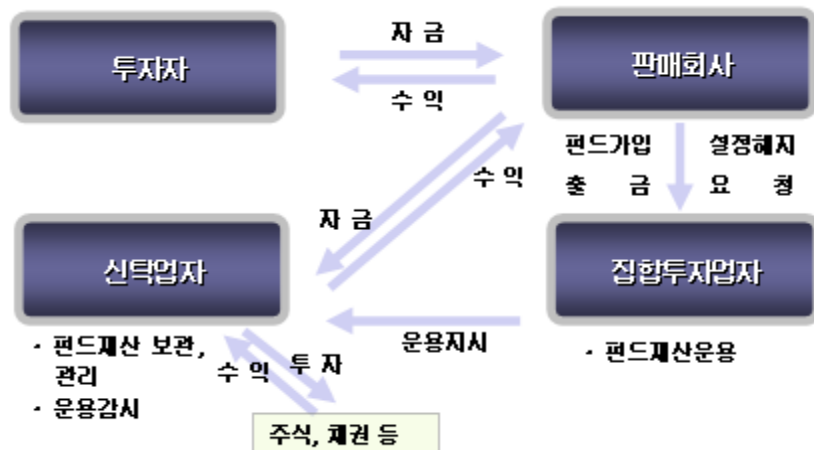 자 금
투자자
판매회사
수 익
펀드가입 설정해지
출 금 요 청
수 익
자 금
신탁업자
집합투자업자
운용지시
· 펀드재산 보관,
관리
· 운용감시
수 익
투 자
· 펀드재산운용
주식, 채권 등